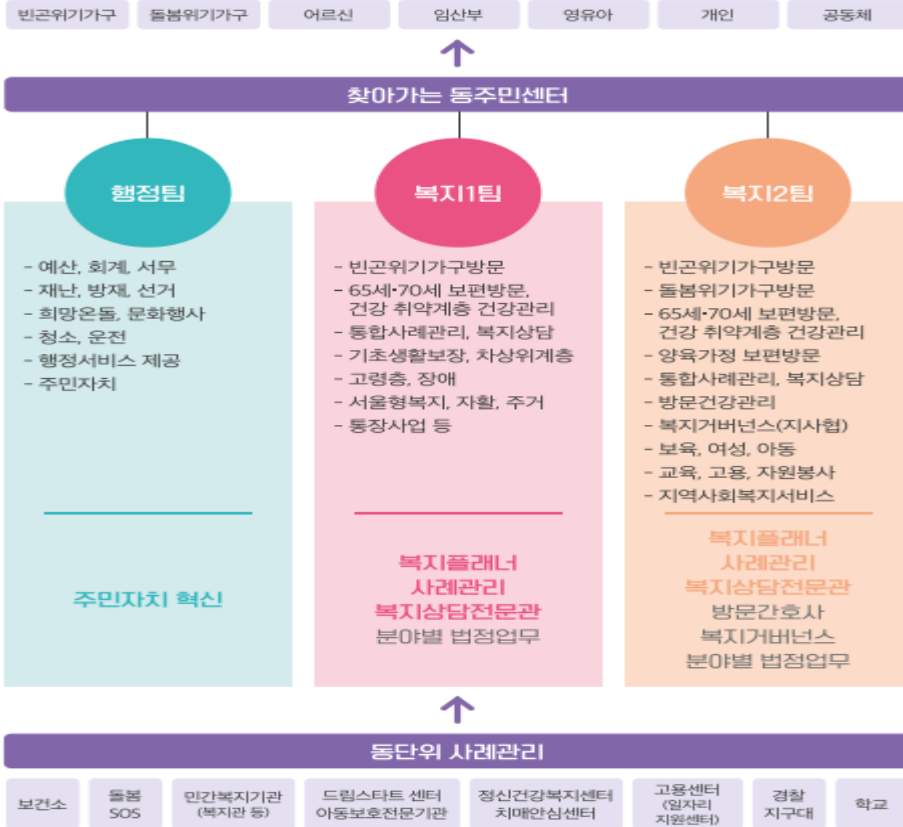 빈곤위기가구 돌봄위기가구 어르신 임산부 영유아 개인 공동체
찾아가는 동주민센터
행정팀
- 예산, 회계, 서무
- 재난, 방재, 선거
- 희망온돌, 문화행사
- 청소, 운전
- 행정서비스 제공
- 주민자치
주민자치 혁신
복지1팀
- 빈곤위기가구방문
- 65세•70세 보편방문,
건강 취약계층 건강관리
- 통합사례관리, 복지상담
- 기초생활보장, 차상위계층
- 고령층, 장애
- 서울형복지, 자활, 주거
- 통장사업 등
복지플래너
사례관리
복지상담전문관
분야별 법정업무
복지2팀
- 빈곤위기가구방문
- 돌봄위기가구방문
- 65세•70세 보편방문,
건강 취약계층 건강관리
- 양육가정 보편방문
- 통합사례관리, 복지상담
- 방문건강관리
- 복지거버넌스(지사협)
- 보육, 여성, 아동
- 교육, 고용, 자원봉사
- 지역사회복지서비스
복지플래너
사례관리
복지상담전문관
방문간호사
복지거버넌스
분야별 법정업무
동단위 사례관리
보건소
돌봄
SOS
민간복지기관
(복지관 등)
드림스타트 센터
아동보호전문기관
정신건강복지센터
치매안심센터
고용센터
(일자리
지원센터)
경찰
지구대
학교